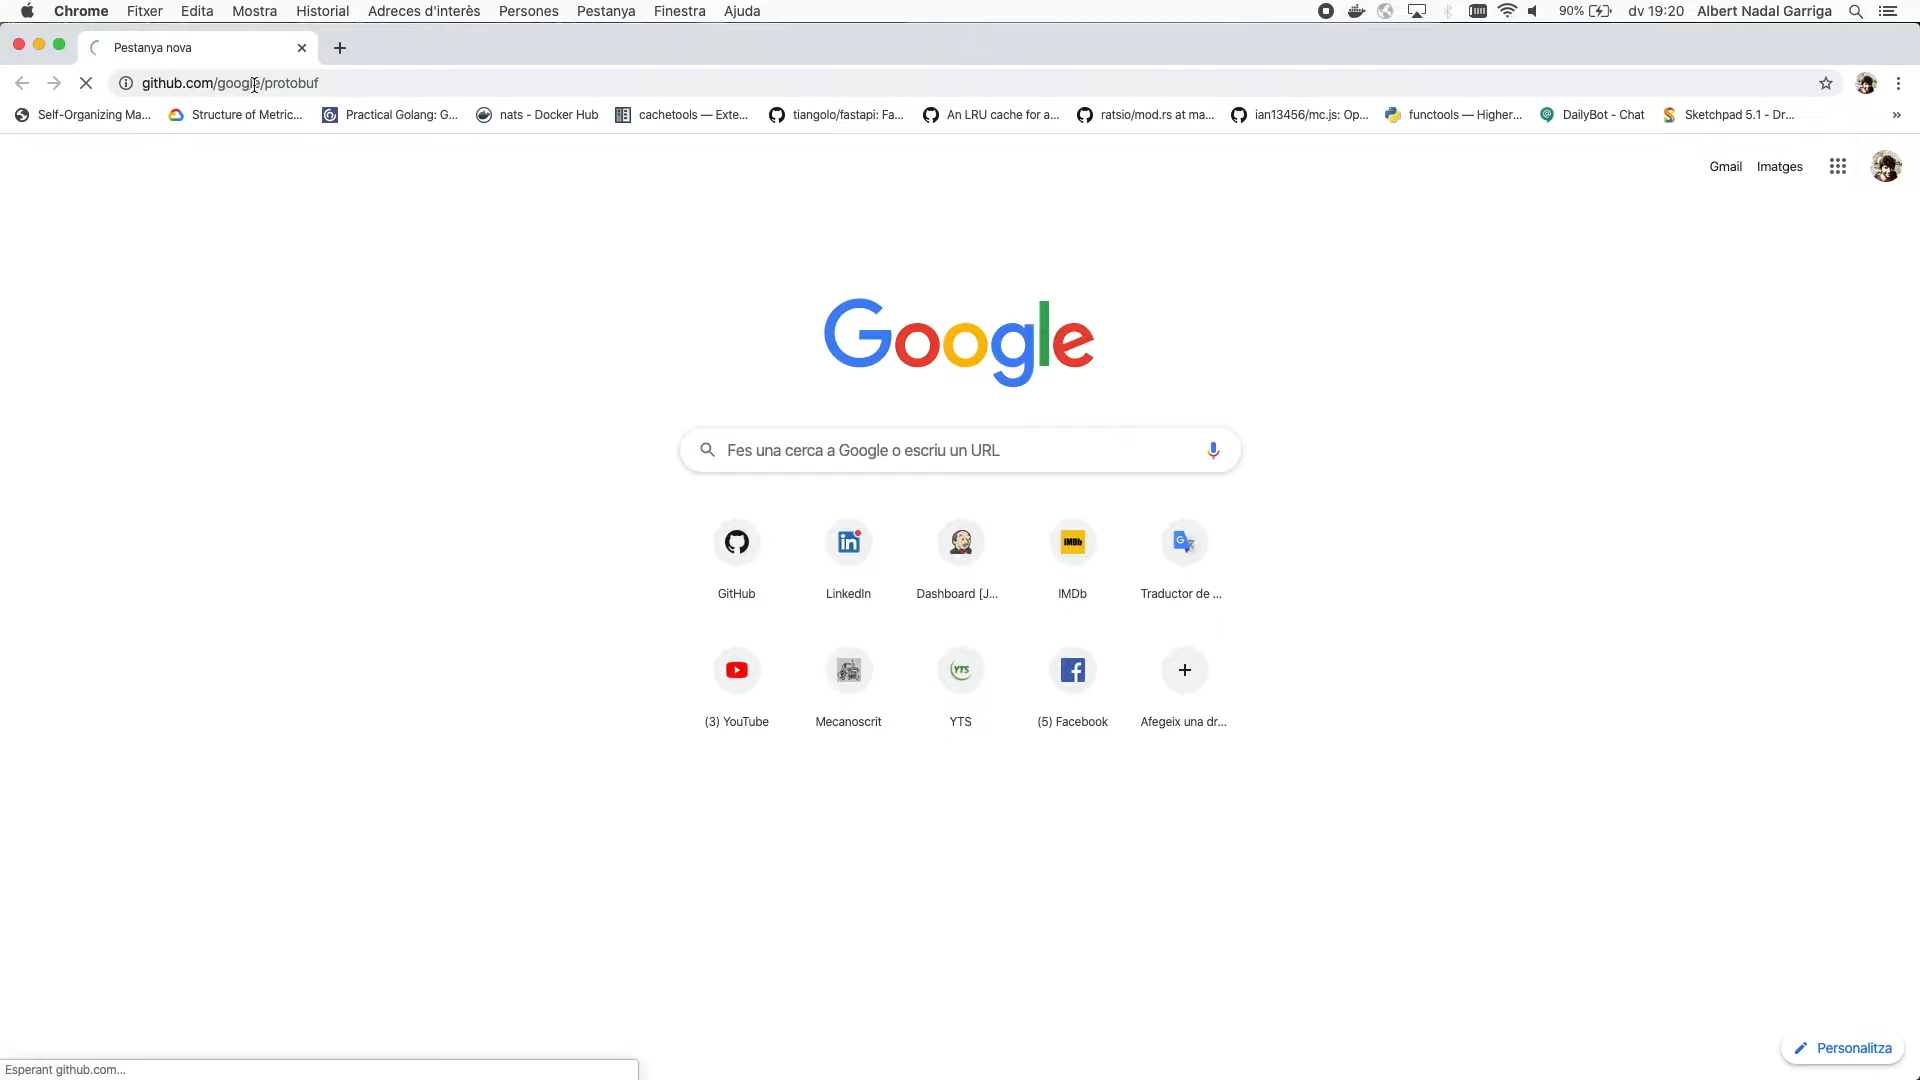 Chrome Fitxer Edita Mostra Historial Adreces d'interès Persones Pestanya Finestra Ajuda 90% dv 19:20 Albert Nadal Garriga
Pestanya nova
github.com/google/protobuf
Self-Organizing Ma... Structure of Metric... Practical Golang: G... nats - Docker Hub cachetools — Exte... tiangolo/fastapi: Fa... An LRU cache for a... ratsio/mod.rs at ma... ian13456/mc.js: Op... functools — Higher... DailyBot - Chat Sketchpad 5.1 - Dr... »
Gmail Imatges
Google
Fes una cerca a Google o escriu un URL
GitHub LinkedIn Dashboard [J... IMDb Traductor de ...
(3) YouTube Mecanoscrit YTS (5) Facebook Afegeix una dr...
Personalitza
Esperant github.com...